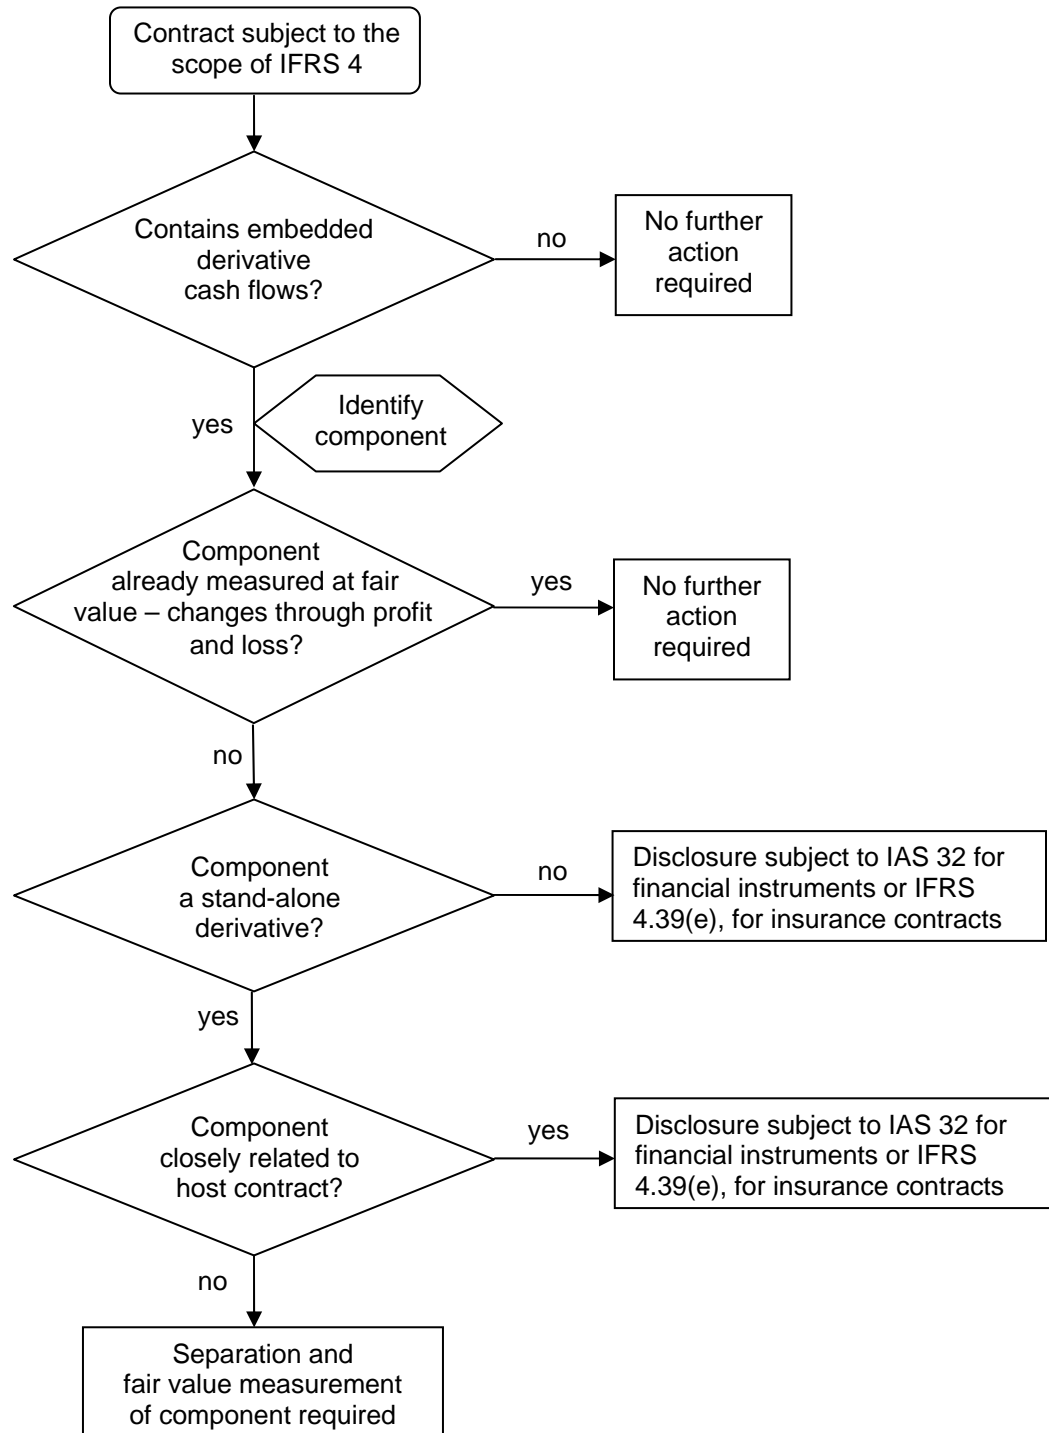 Contract subject to the
scope of IFRS 4
Contains embedded
derivative
cash flows?
no
No further
action
required
yes
Identify
component
Component
already measured at fair
value – changes through profit
and loss?
yes
No further
action
required
no
Component
a stand-alone
derivative?
no
Disclosure subject to IAS 32 for
financial instruments or IFRS
4.39(e), for insurance contracts
yes
Component
closely related to
host contract?
yes
Disclosure subject to IAS 32 for
financial instruments or IFRS
4.39(e), for insurance contracts
no
Separation and
fair value measurement
of component required